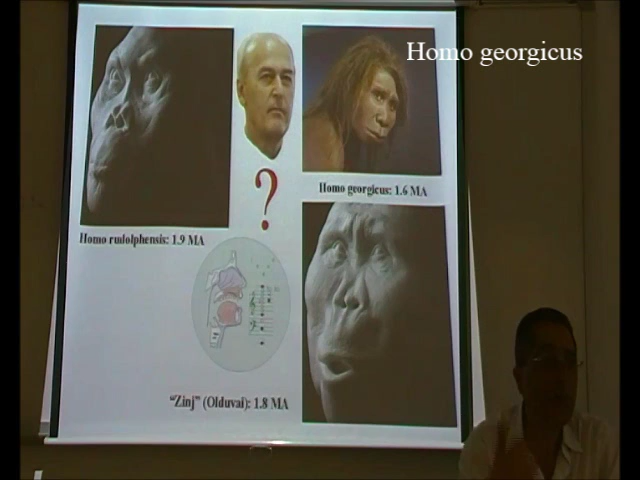 Homo georgicus
Homo georgicus: 1.6 MA
?
Homo rudolphensis: 1.9 MA
"Zinj" (Olduvai): 1.8 MA